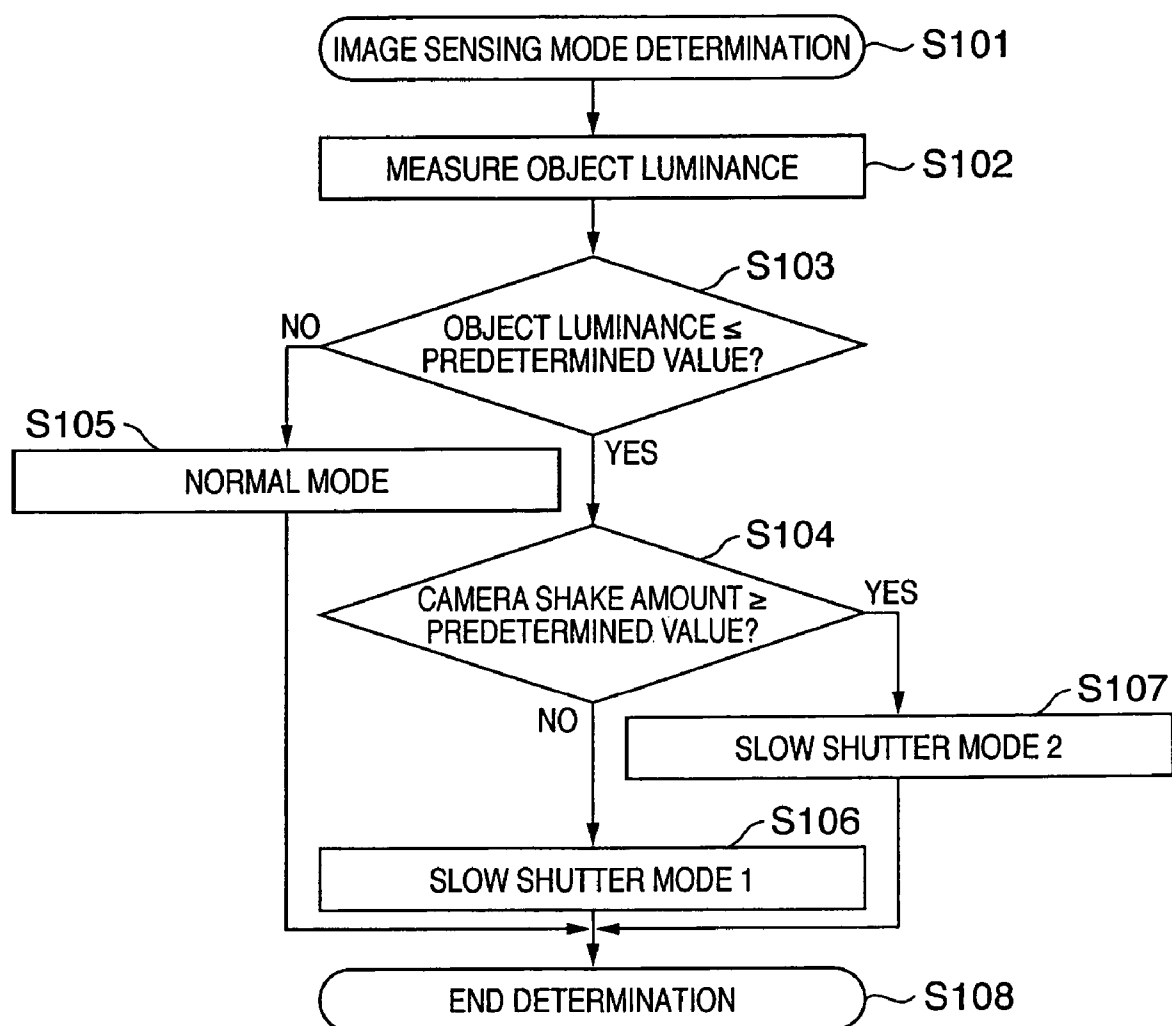 IMAGE SENSING MODE DETERMINATION
S101
MEASURE OBJECT LUMINANCE
S102
S103
OBJECT LUMINANCE ≤
PREDETERMINED VALUE?
NO
YES
S105
NORMAL MODE
S104
CAMERA SHAKE AMOUNT ≥
PREDETERMINED VALUE?
YES
NO
S107
SLOW SHUTTER MODE 2
S106
SLOW SHUTTER MODE 1
END DETERMINATION
S108